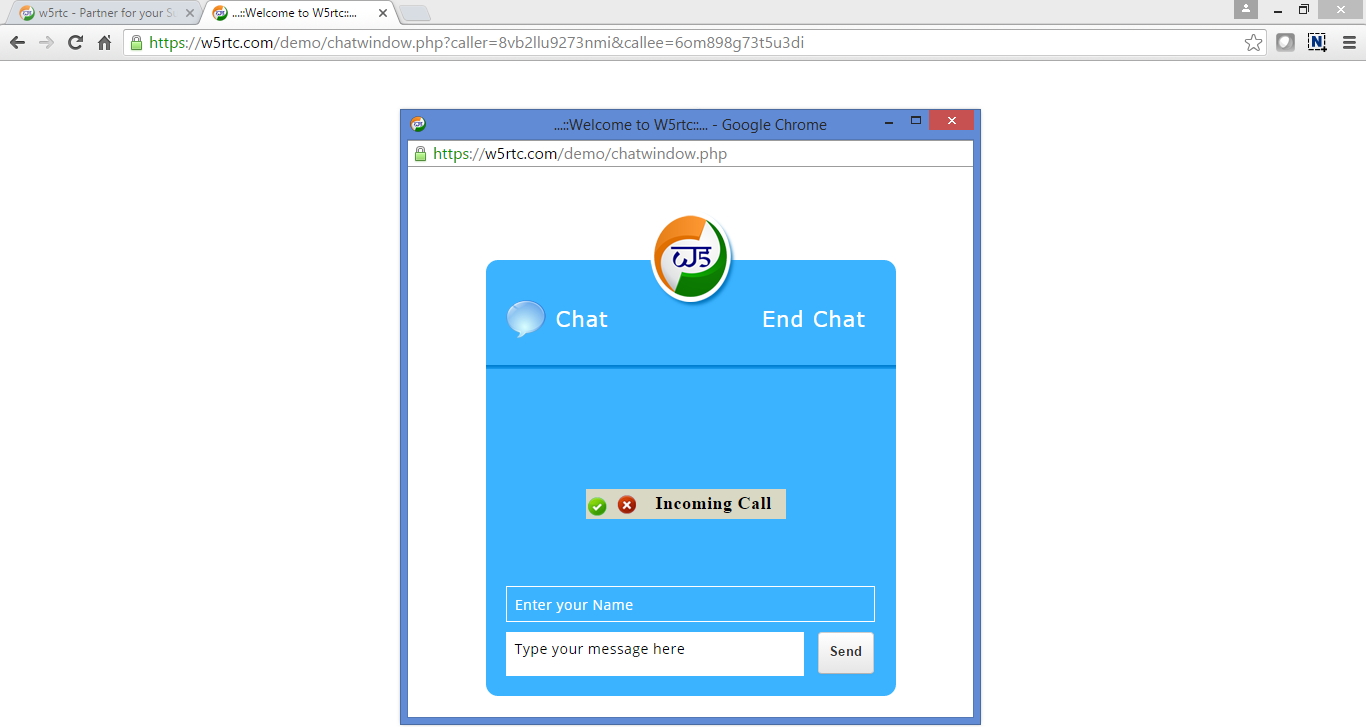 w5rtc - Partner for your S
...::Welcome to W5rtc::...
https://w5rtc.com/demo/chatwindow.php?caller=8vb2llu9273nmi&callee=6om898g73t5u3di
N
...::Welcome to W5rtc::... - Google Chrome
https://w5rtc.com/demo/chatwindow.php
W5
Chat
End Chat
Incoming Call
Enter your Name
Type your message here
Send